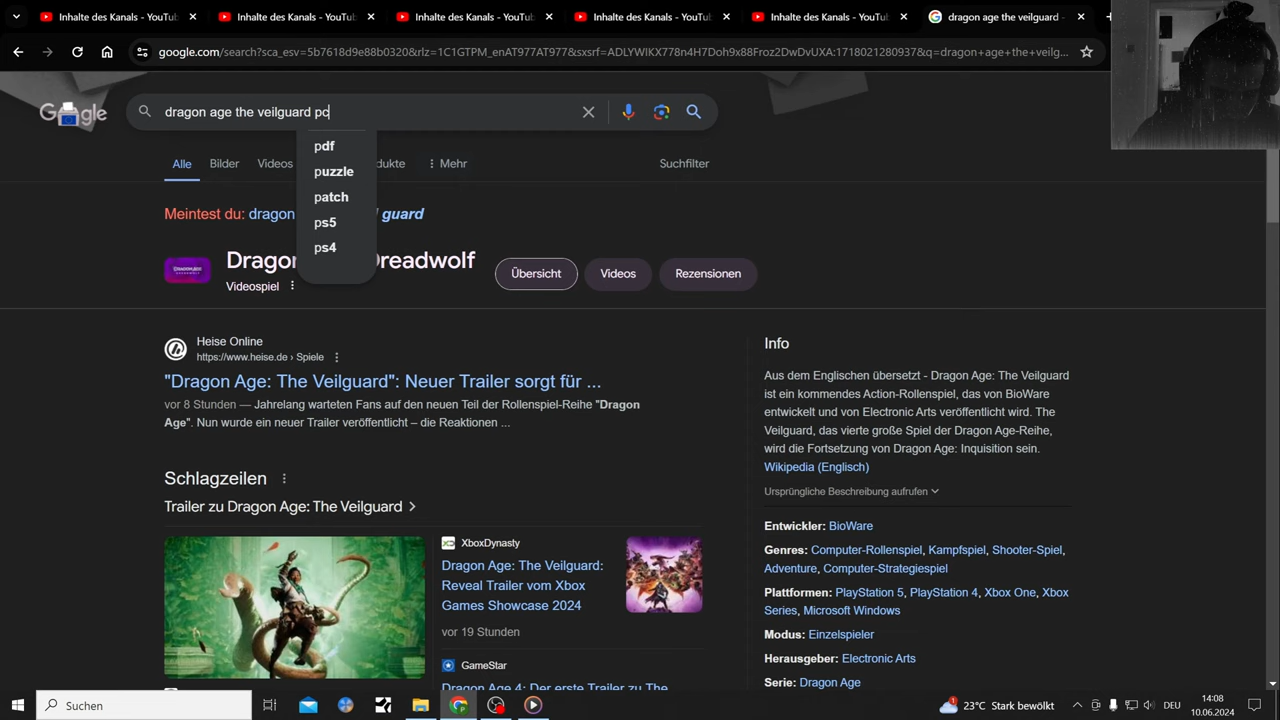 Inhalte des Kanals - YouTub
Inhalte des Kanals - YouTub
Inhalte des Kanals - YouTub
Inhalte des Kanals - YouTub
Inhalte des Kanals - YouTub
dragon age the veilguard -
google.com/search?sca_esv=5b7618d9e88b0320&rlz=1C1GTPM_enAT977AT977&sxsrf=ADLYWIKX778n4H7Doh9x88Froz2DwDvUXA:1718021280937&q=dragon+age+the+veilg...
Google
dragon age the veilguard pc
pdf
puzzle
patch
ps5
ps4
Alle
Bilder
Videos
dukte
Mehr
Suchfilter
Meintest du: dragon guard
Dragon Dreadwolf
Videospiel
Übersicht
Videos
Rezensionen
Heise Online
https://www.heise.de › Spiele
"Dragon Age: The Veilguard": Neuer Trailer sorgt für ...
vor 8 Stunden — Jahrelang warteten Fans auf den neuen Teil der Rollenspiel-Reihe "Dragon
Age". Nun wurde ein neuer Trailer veröffentlicht – die Reaktionen ...
Schlagzeilen
Trailer zu Dragon Age: The Veilguard
XboxDynasty
Dragon Age: The Veilguard:
Reveal Trailer vom Xbox
Games Showcase 2024
vor 19 Stunden
GameStar
Dragon Age 4: Der erste Trailer zu The
Info
Aus dem Englischen übersetzt - Dragon Age: The Veilguard
ist ein kommendes Action-Rollenspiel, das von BioWare
entwickelt und von Electronic Arts veröffentlicht wird. The
Veilguard, das vierte große Spiel der Dragon Age-Reihe,
wird die Fortsetzung von Dragon Age: Inquisition sein.
Wikipedia (Englisch)
Ursprüngliche Beschreibung aufrufen
Entwickler: BioWare
Genres: Computer-Rollenspiel, Kampfspiel, Shooter-Spiel,
Adventure, Computer-Strategiespiel
Plattformen: PlayStation 5, PlayStation 4, Xbox One, Xbox
Series, Microsoft Windows
Modus: Einzelspieler
Herausgeber: Electronic Arts
Serie: Dragon Age
Suchen
1
23°C Stark bewölkt
DEU
14:08
10.06.2024